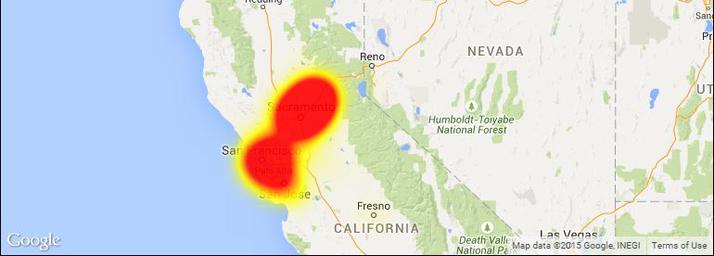 Redding
Reno
NEVADA
Sacramento
Humboldt-Toiyabe
National Forest
San Francisco
Palo Alto
San Jose
Fresno
CALIFORNIA
Death Valley
National
Las Vegas
UT
Google
Map data ©2015 Google, INEGI
Terms of Use